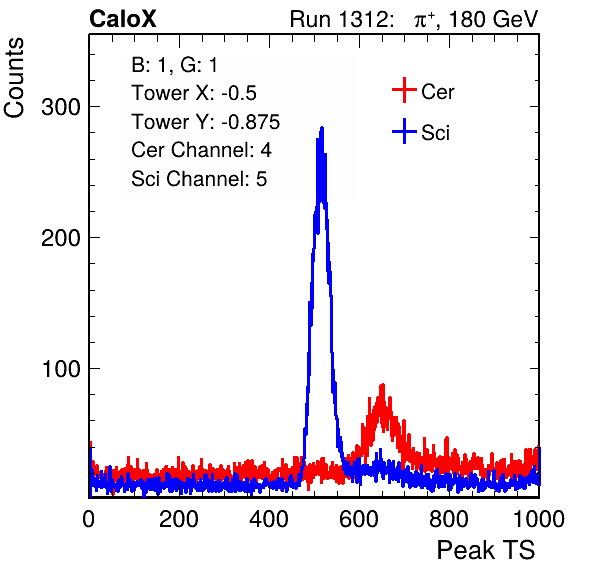 CaloX Run 1312: π⁺, 180 GeV
Counts
B: 1, G: 1
Tower X: -0.5
Tower Y: -0.875
Cer Channel: 4
Sci Channel: 5
Cer
Sci
300
200
100
0 200 400 600 800 1000
Peak TS